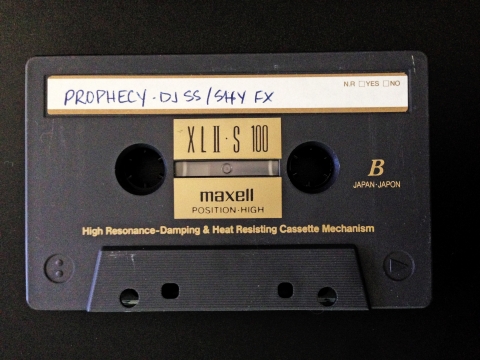 N.R □YES □NO
PROPHECY · DJ SS / SHY FX
XLII·S 100
B
maxell
JAPAN·JAPON
POSITION·HIGH
High Resonance-Damping & Heat Resisting Cassette Mechanism